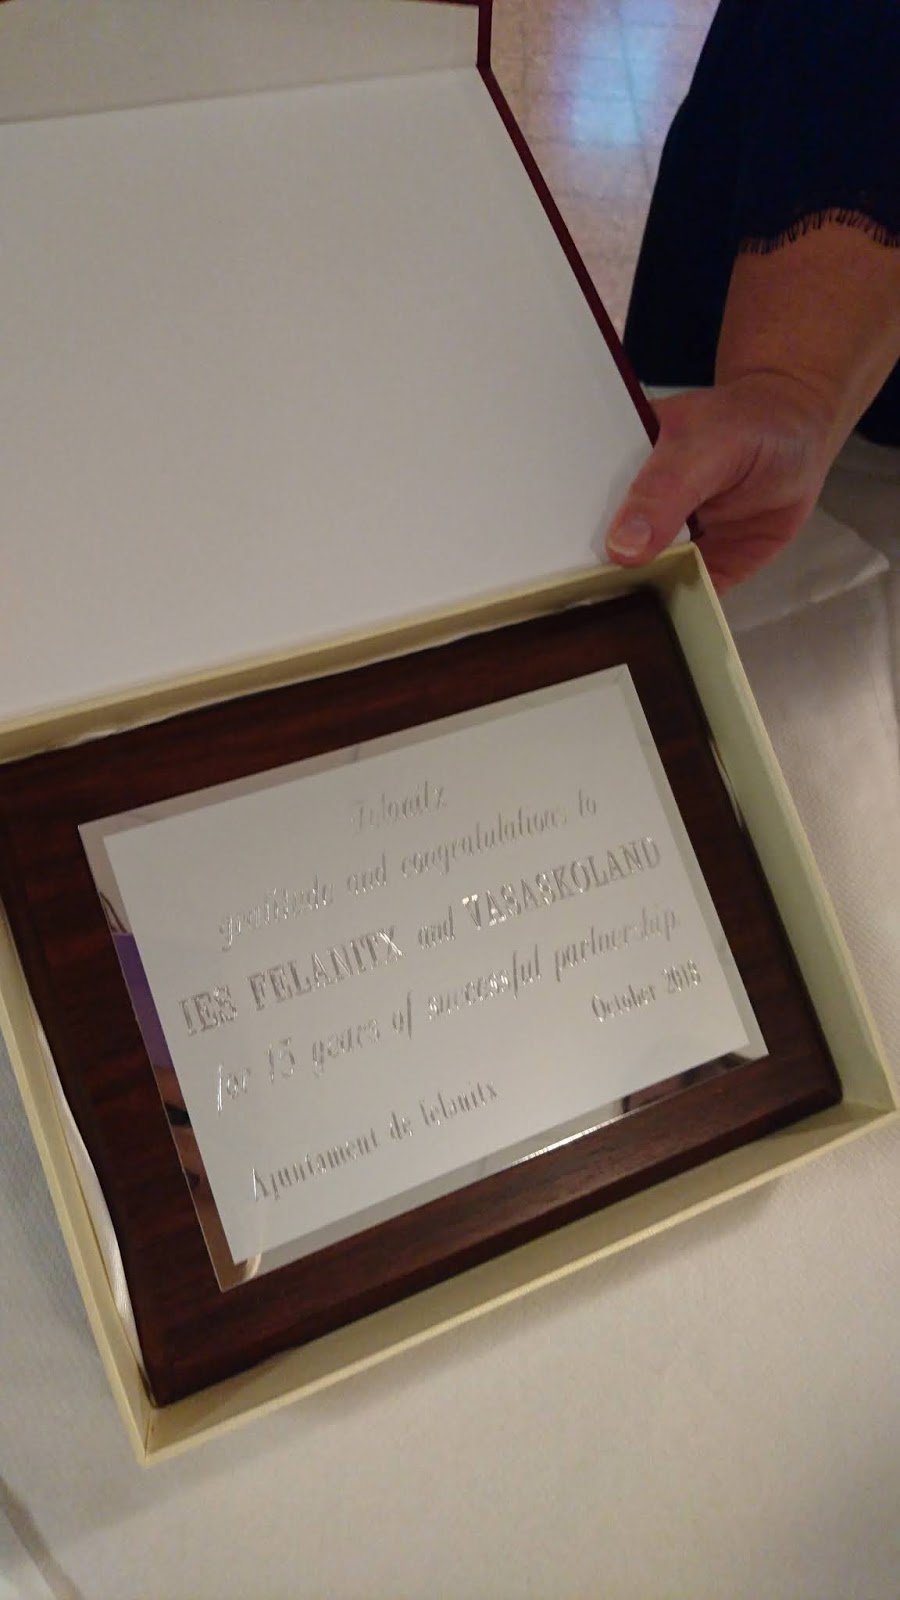 Felanitx
gratitude and congratulations to
IES FELANITX and VASASKOLAND
for 15 years of successful partnership
October 2018
Ajuntament de Felanitx